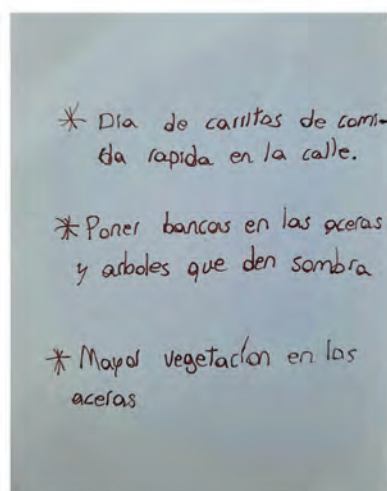 * Dia de carritos de comi-
da rapida en la calle.
* Poner bancas en las aceras
y arboles que den sombra
* Mayor vegetación en las
aceras